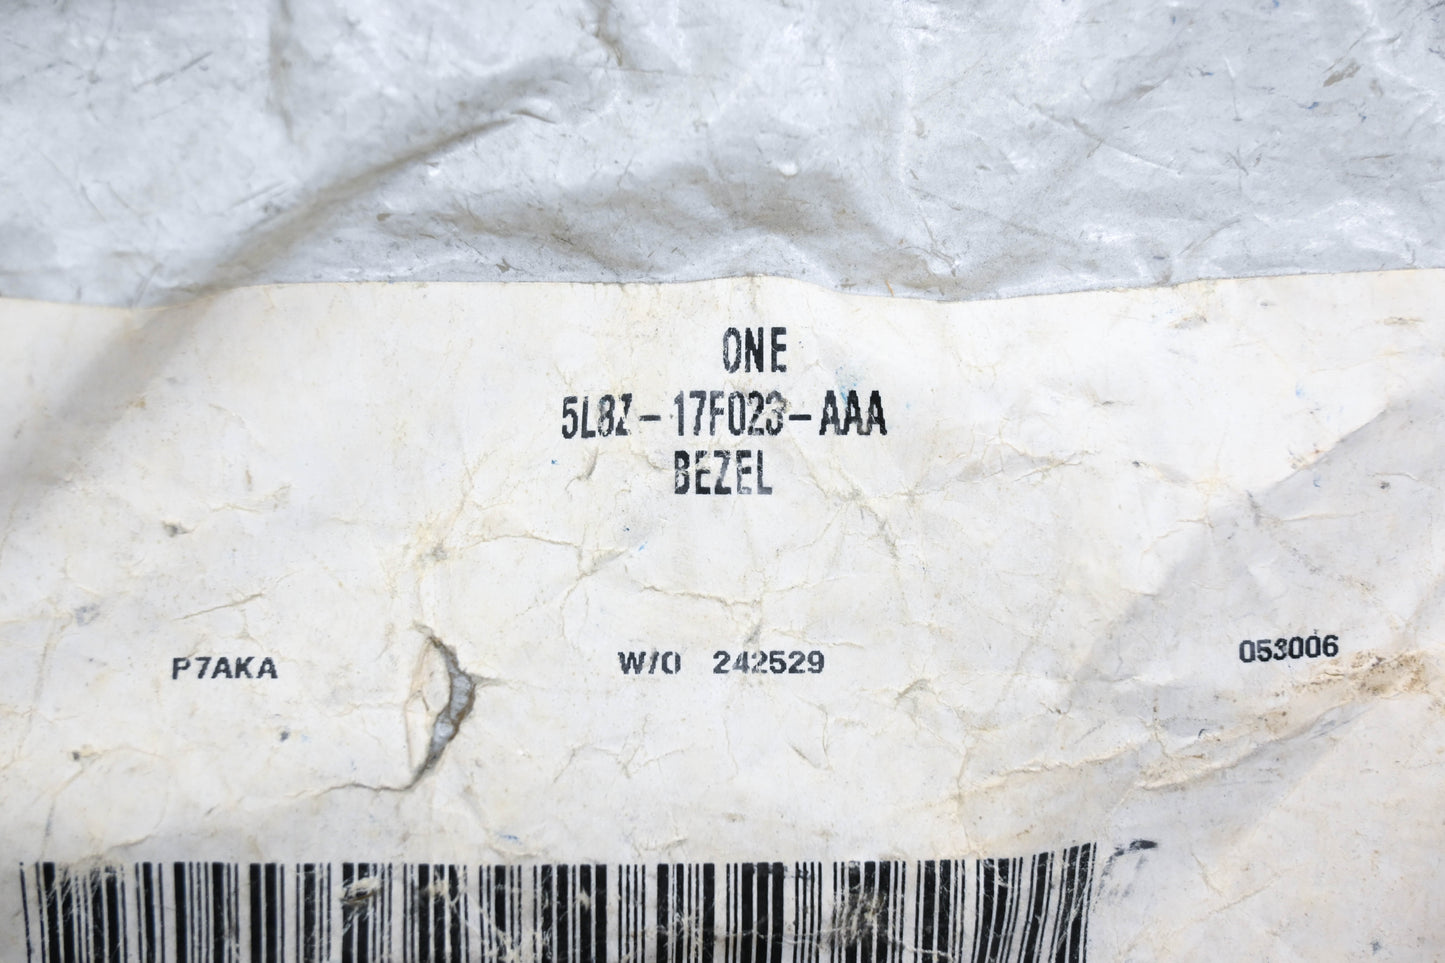 ONE
5L8Z-17F023-AAA
BEZEL
P7AKA W/O 242529 053006